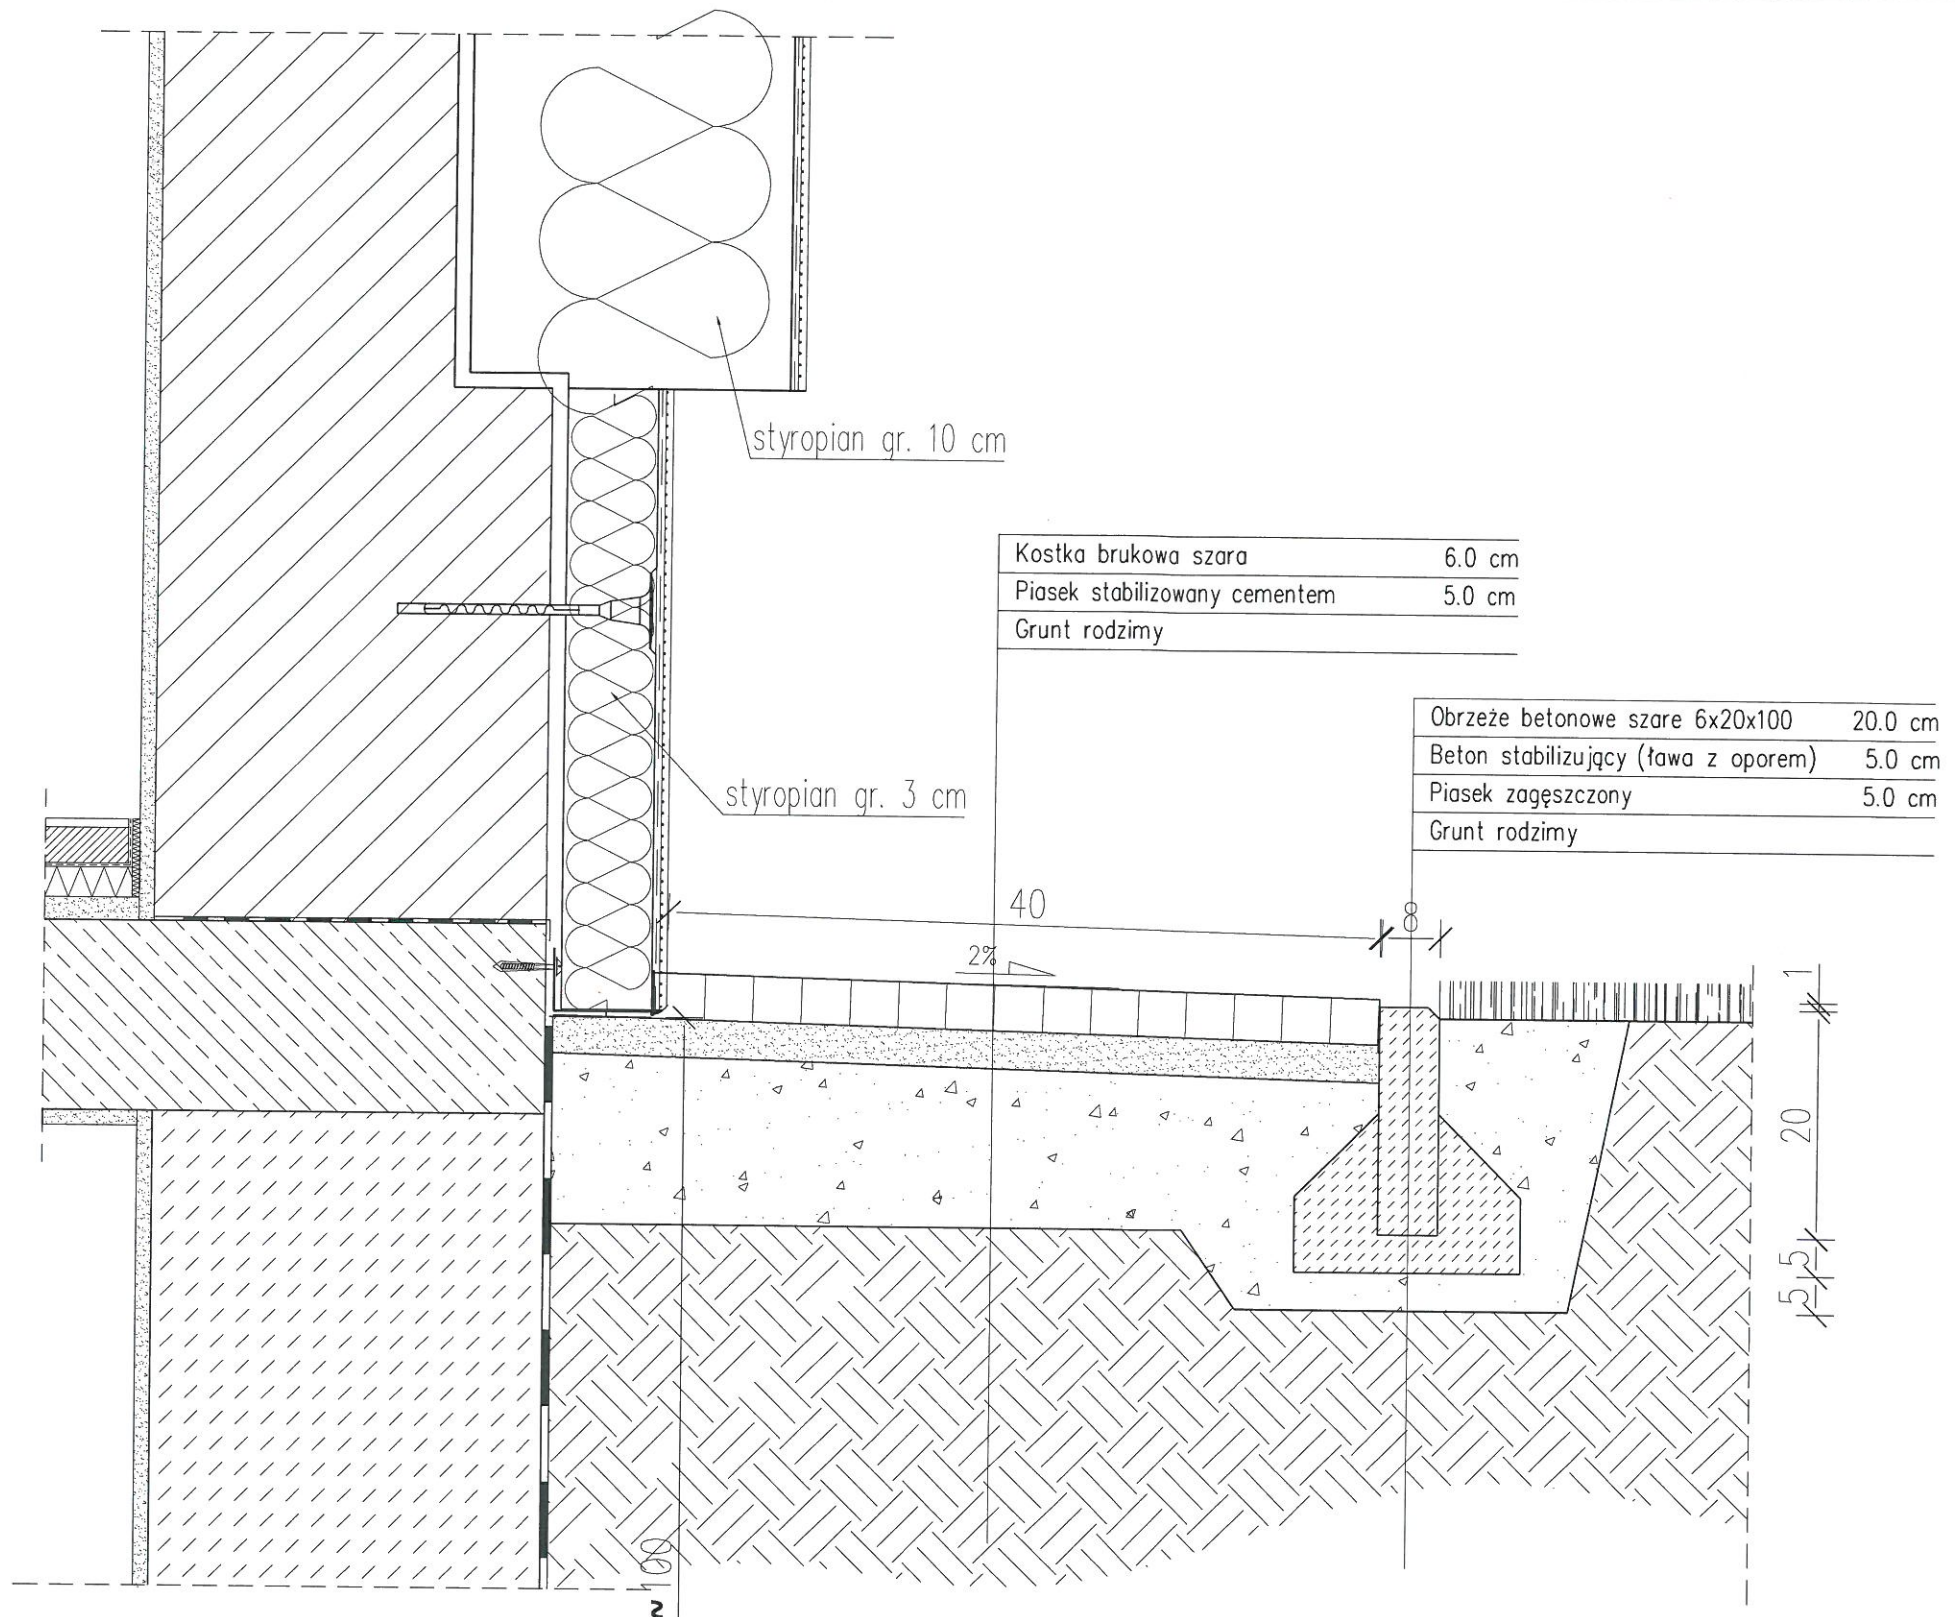 styropian gr. 10 cm
Kostka brukowa szara 6.0 cm
Piasek stabilizowany cementem 5.0 cm
Grunt rodzimy
Obrzeże betonowe szare 6x20x100 20.0 cm
Beton stabilizujący (ława z oporem) 5.0 cm
Piasek zagęszczony 5.0 cm
Grunt rodzimy
styropian gr. 3 cm
40
8
2%
1
20
5
5